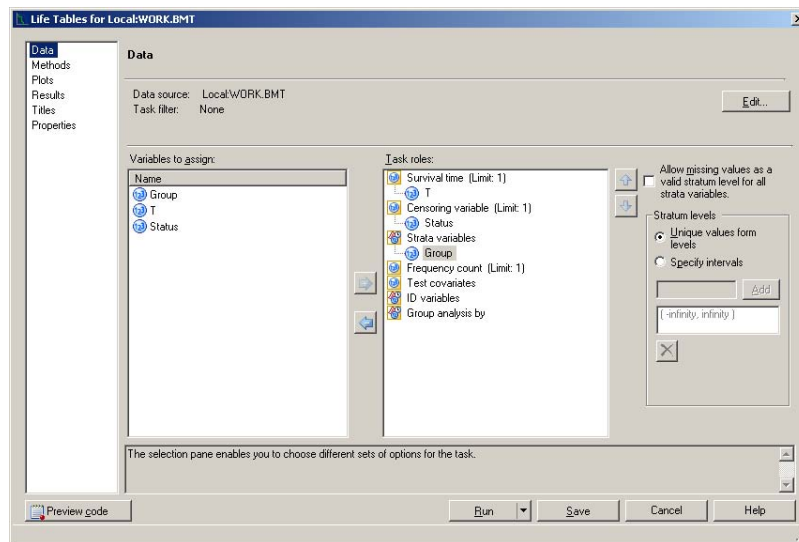 Life Tables for Local:WORK.BMT
Data
Methods
Plots
Results
Titles
Properties
Data
Data source: Local:WORK.BMT
Task filter: None
Edit...
Variables to assign:
Name
Group
T
Status
Task roles:
Survival time (Limit: 1)
T
Censoring variable (Limit: 1)
Status
Strata variables
Group
Frequency count (Limit: 1)
Test covariates
ID variables
Group analysis by
Allow missing values as a
valid stratum level for all
strata variables.
Stratum levels
Unique values form
levels
Specify intervals
Add
( -infinity, infinity )
The selection pane enables you to choose different sets of options for the task.
Preview code
Run
Save
Cancel
Help